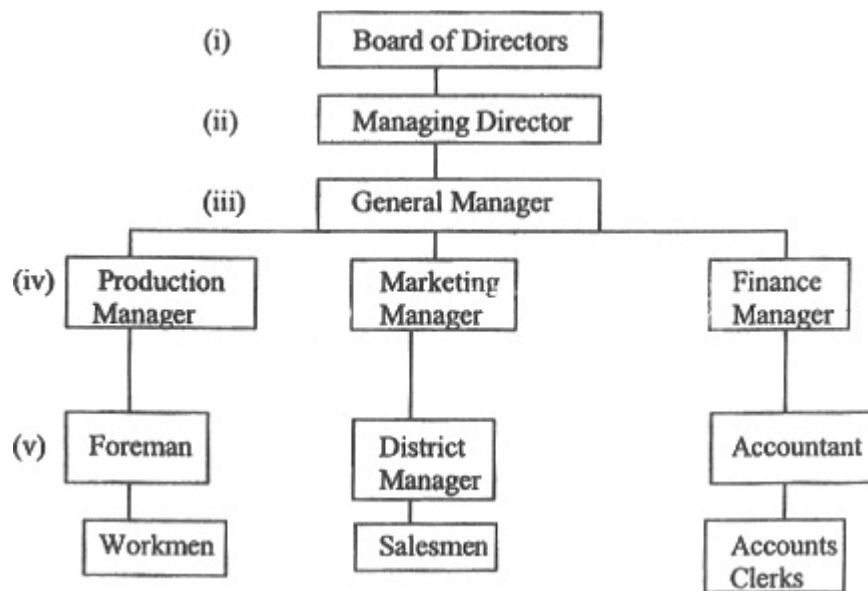 (i) Board of Directors
(ii) Managing Director
(iii) General Manager
(iv) Production Manager
Marketing Manager
Finance Manager
(v) Foreman
District Manager
Accountant
Workmen
Salesmen
Accounts Clerks